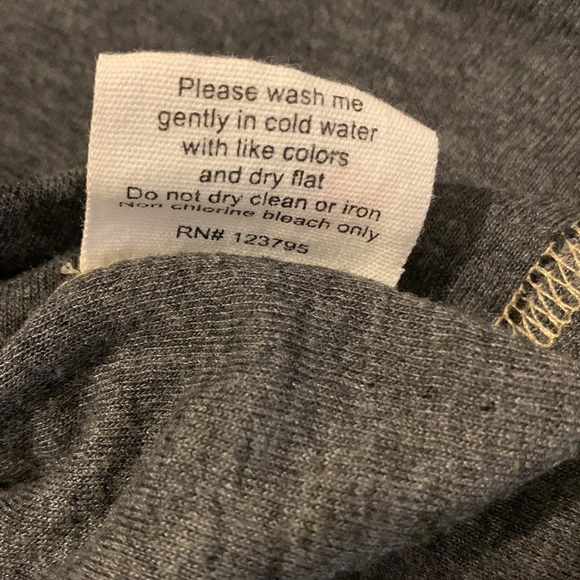 Please wash me
gently in cold water
with like colors
and dry flat
Do not dry clean or iron
Non chlorine bleach only
RN# 123795